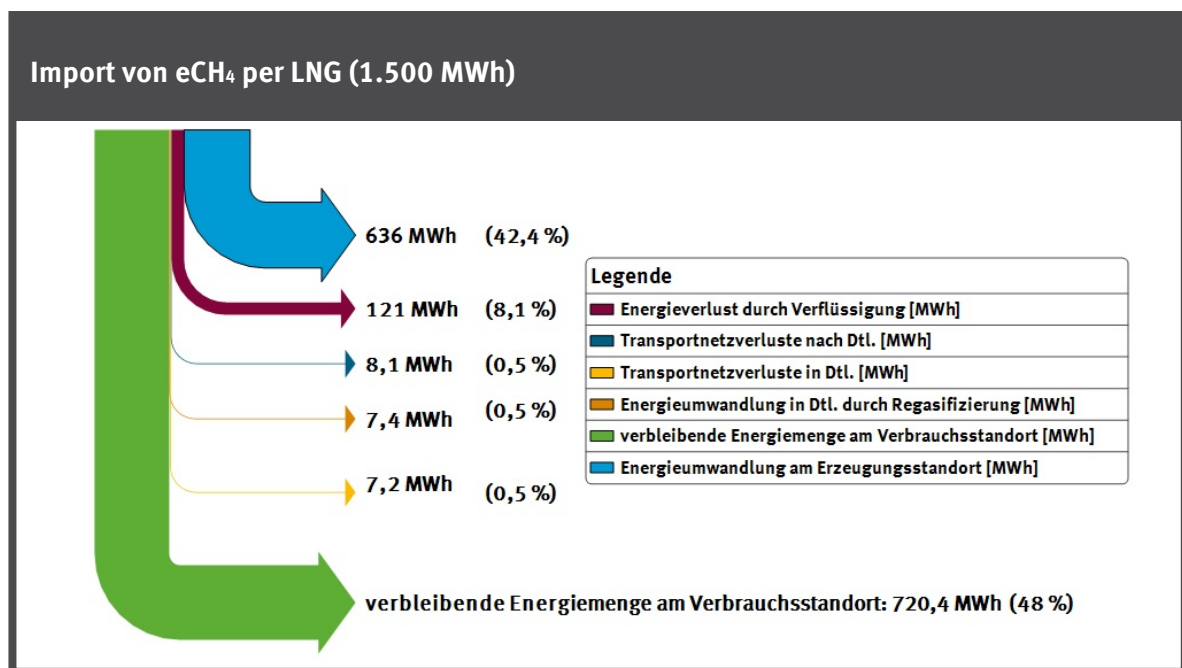 Import von eCH₄ per LNG (1.500 MWh)
636 MWh (42,4 %)
121 MWh (8,1 %)
8,1 MWh (0,5 %)
7,4 MWh (0,5 %)
7,2 MWh (0,5 %)
Legende
Energieverlust durch Verflüssigung [MWh]
Transportnetzverluste nach Dtl. [MWh]
Transportnetzverluste in Dtl. [MWh]
Energieumwandlung in Dtl. durch Regasifizierung [MWh]
verbleibende Energiemenge am Verbrauchsstandort [MWh]
Energieumwandlung am Erzeugungsstandort [MWh]
verbleibende Energiemenge am Verbrauchsstandort: 720,4 MWh (48 %)